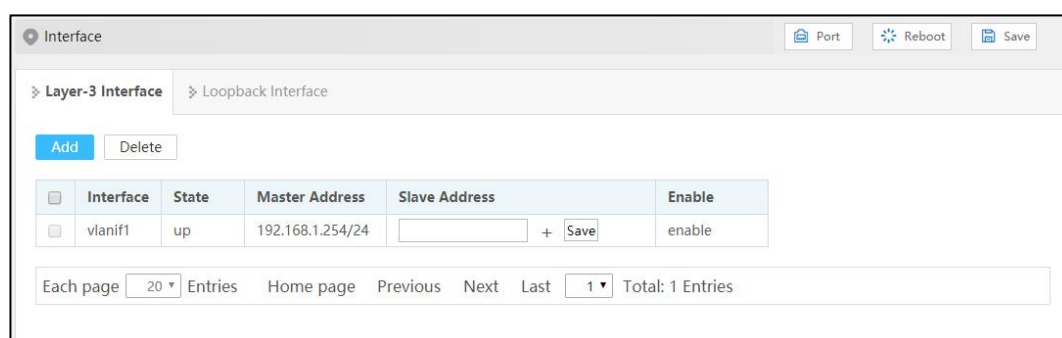 Interface Port Reboot Save
Layer-3 Interface Loopback Interface
Add Delete
Interface State Master Address Slave Address Enable
vlanif1 up 192.168.1.254/24 + Save enable
Each page 20 Entries Home page Previous Next Last 1 Total: 1 Entries